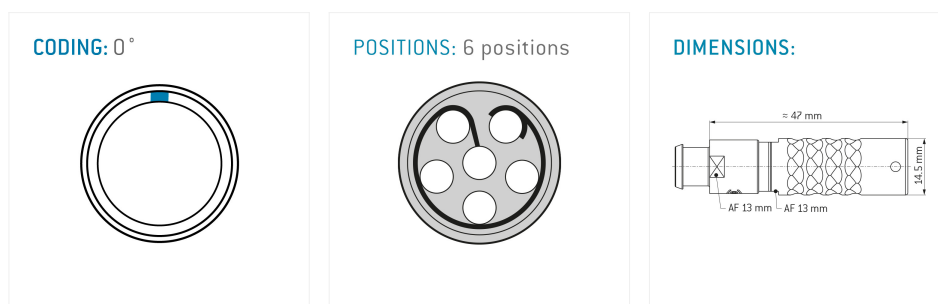 CODING: 0°
POSITIONS: 6 positions
DIMENSIONS:
≈ 47 mm
14.5 mm
AF 13 mm
AF 13 mm